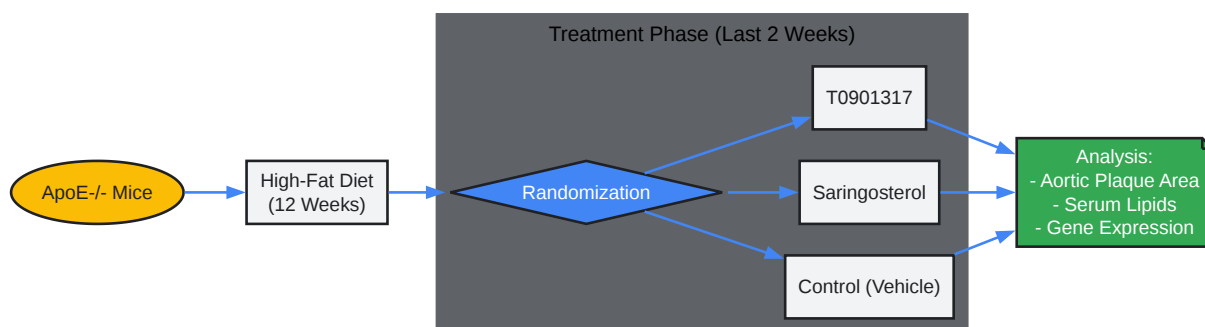 Treatment Phase (Last 2 Weeks)
ApoE-/- Mice
High-Fat Diet
(12 Weeks)
Randomization
T0901317
Saringosterol
Control (Vehicle)
Analysis:
- Aortic Plaque Area
- Serum Lipids
- Gene Expression